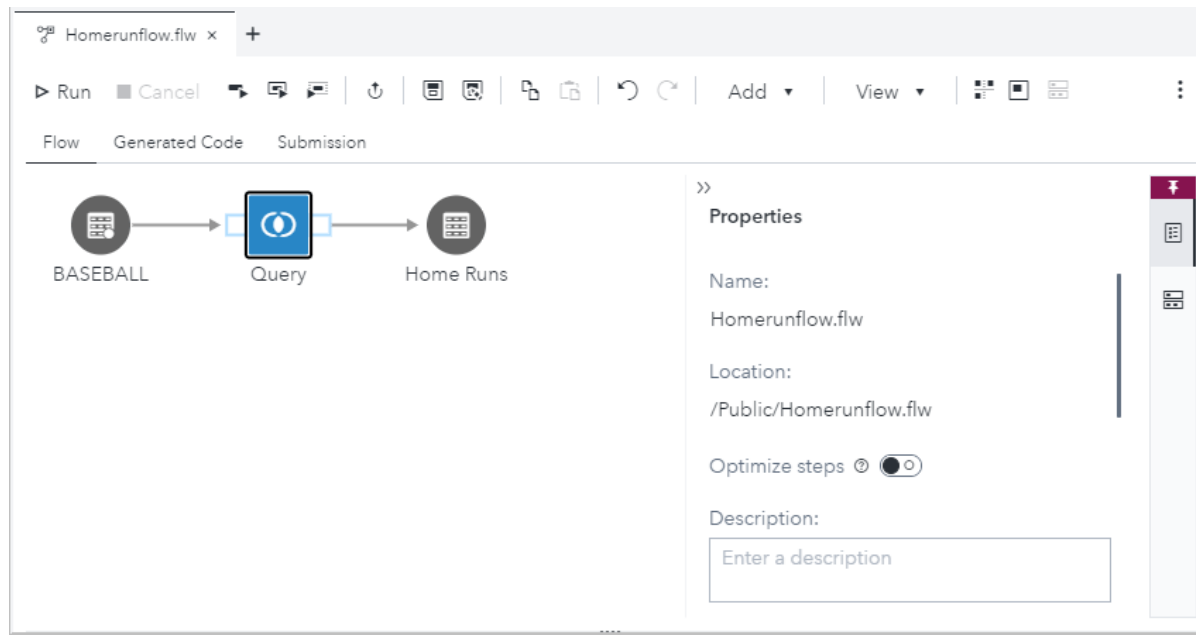 Homerunflow.flw × +
Run Cancel Add View
Flow Generated Code Submission
BASEBALL Query Home Runs
Properties
Name:
Homerunflow.flw
Location:
/Public/Homerunflow.flw
Optimize steps
Description:
Enter a description